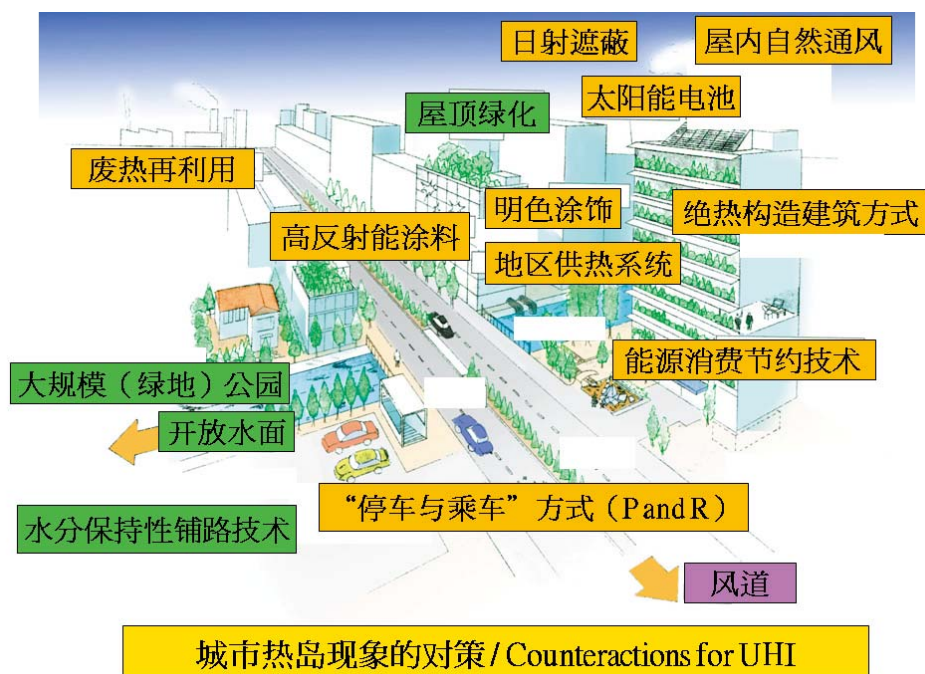 日射遮蔽
屋内自然通风
太阳能电池
屋顶绿化
废热再利用
明色涂饰
绝热构造建筑方式
高反射能涂料
地区供热系统
能源消费节约技术
大规模（绿地）公园
开放水面
“停车与乘车”方式（P and R）
水分保持性铺路技术
风道
城市热岛现象的对策 / Counteractions for UHI